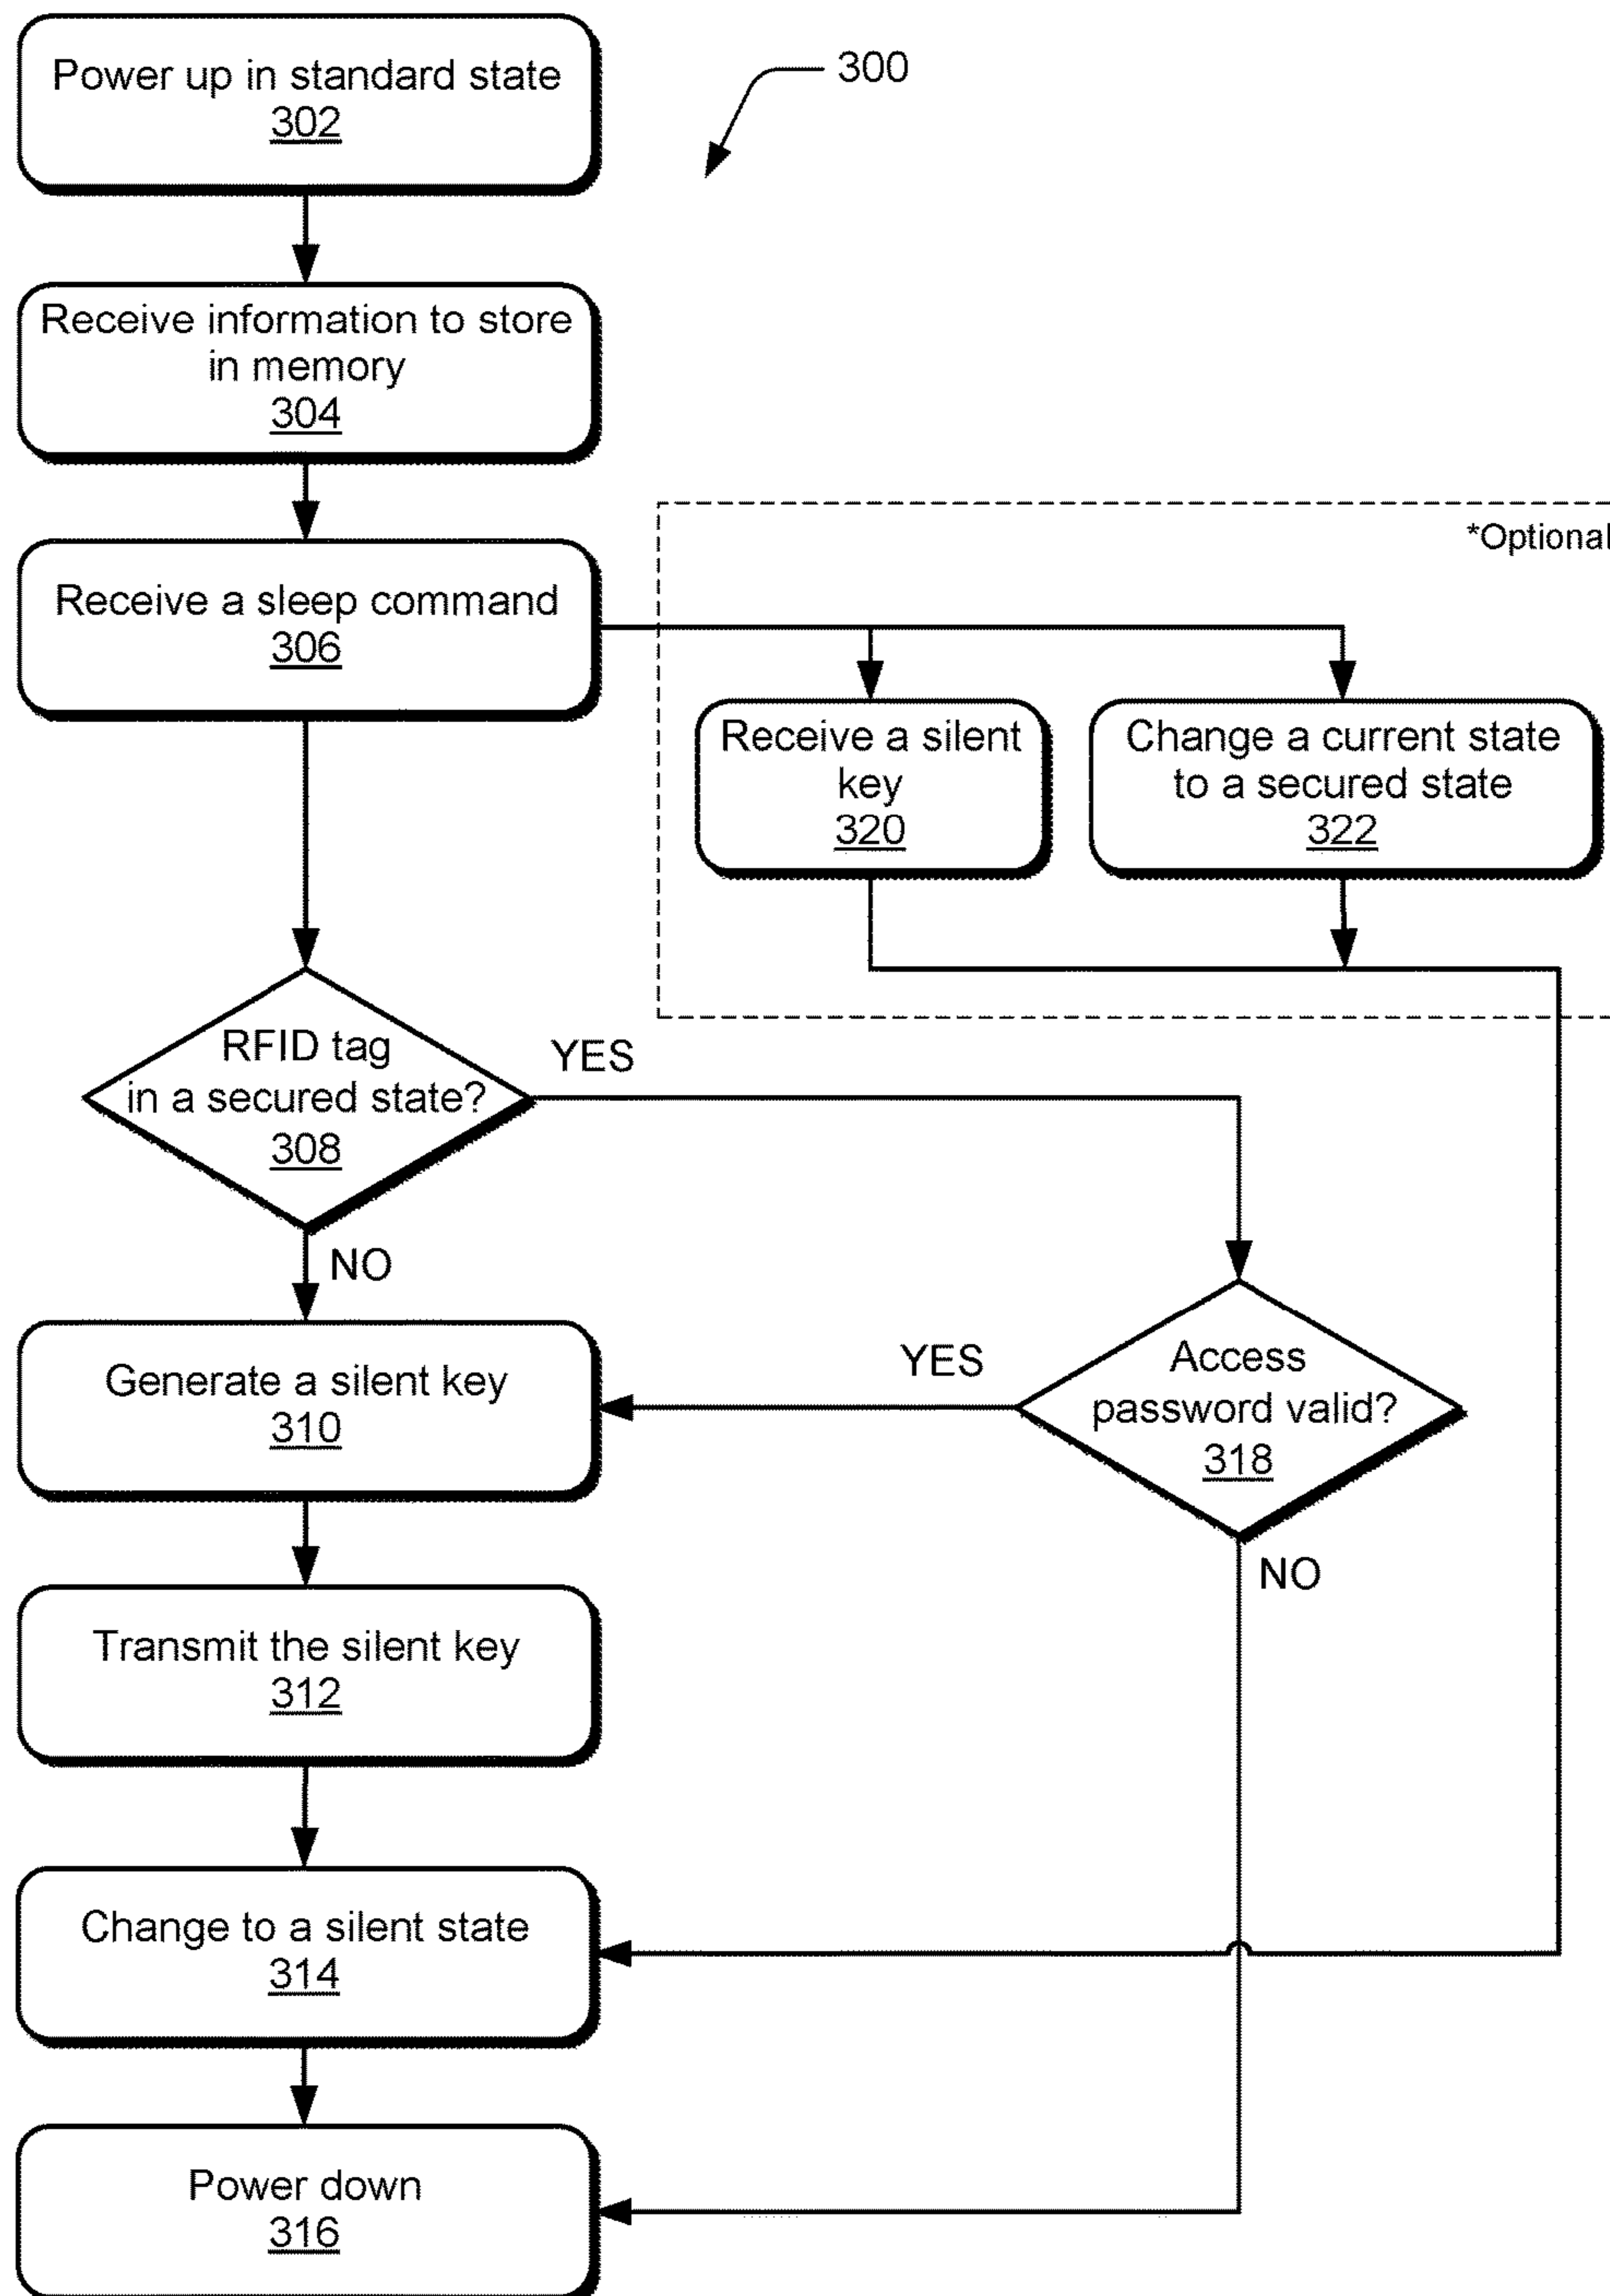 Power up in standard state
302
300
Receive information to store
in memory
304
*Optional
Receive a sleep command
306
Receive a silent
key
320
Change a current state
to a secured state
322
RFID tag
in a secured state?
308
YES
NO
Generate a silent key
310
YES
Access
password valid?
318
NO
Transmit the silent key
312
Change to a silent state
314
Power down
316